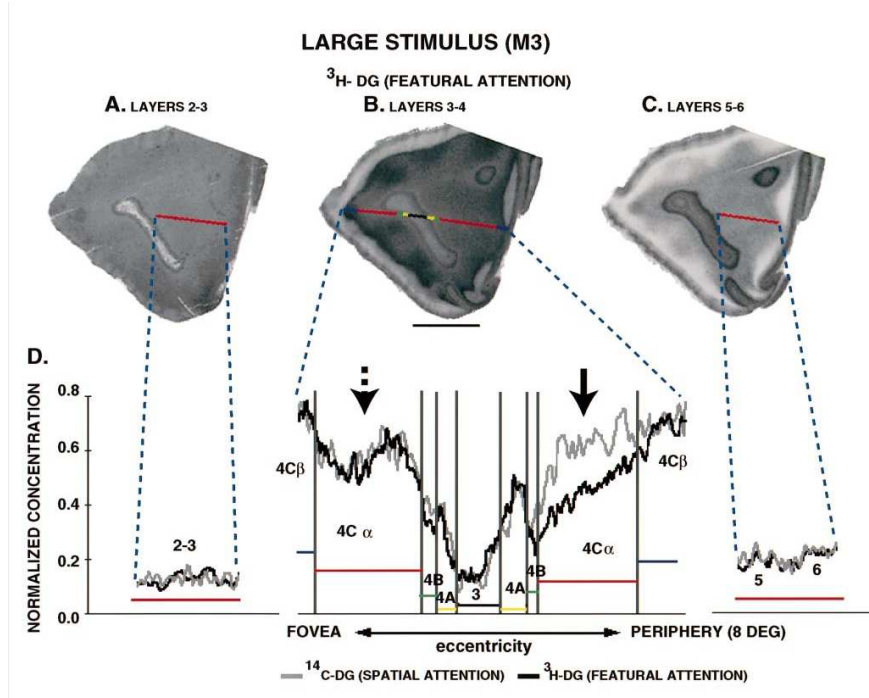 LARGE STIMULUS (M3)
³H- DG (FEATURAL ATTENTION)
A. LAYERS 2-3
B. LAYERS 3-4
C. LAYERS 5-6
D.
NORMALIZED CONCENTRATION
0.8
0.6
0.4
0.2
0.0
2-3
4Cβ
4C α
4B
4A
3
4A
4B
4Cα
4Cβ
5
6
FOVEA
eccentricity
PERIPHERY (8 DEG)
¹⁴C-DG (SPATIAL ATTENTION)
³H-DG (FEATURAL ATTENTION)